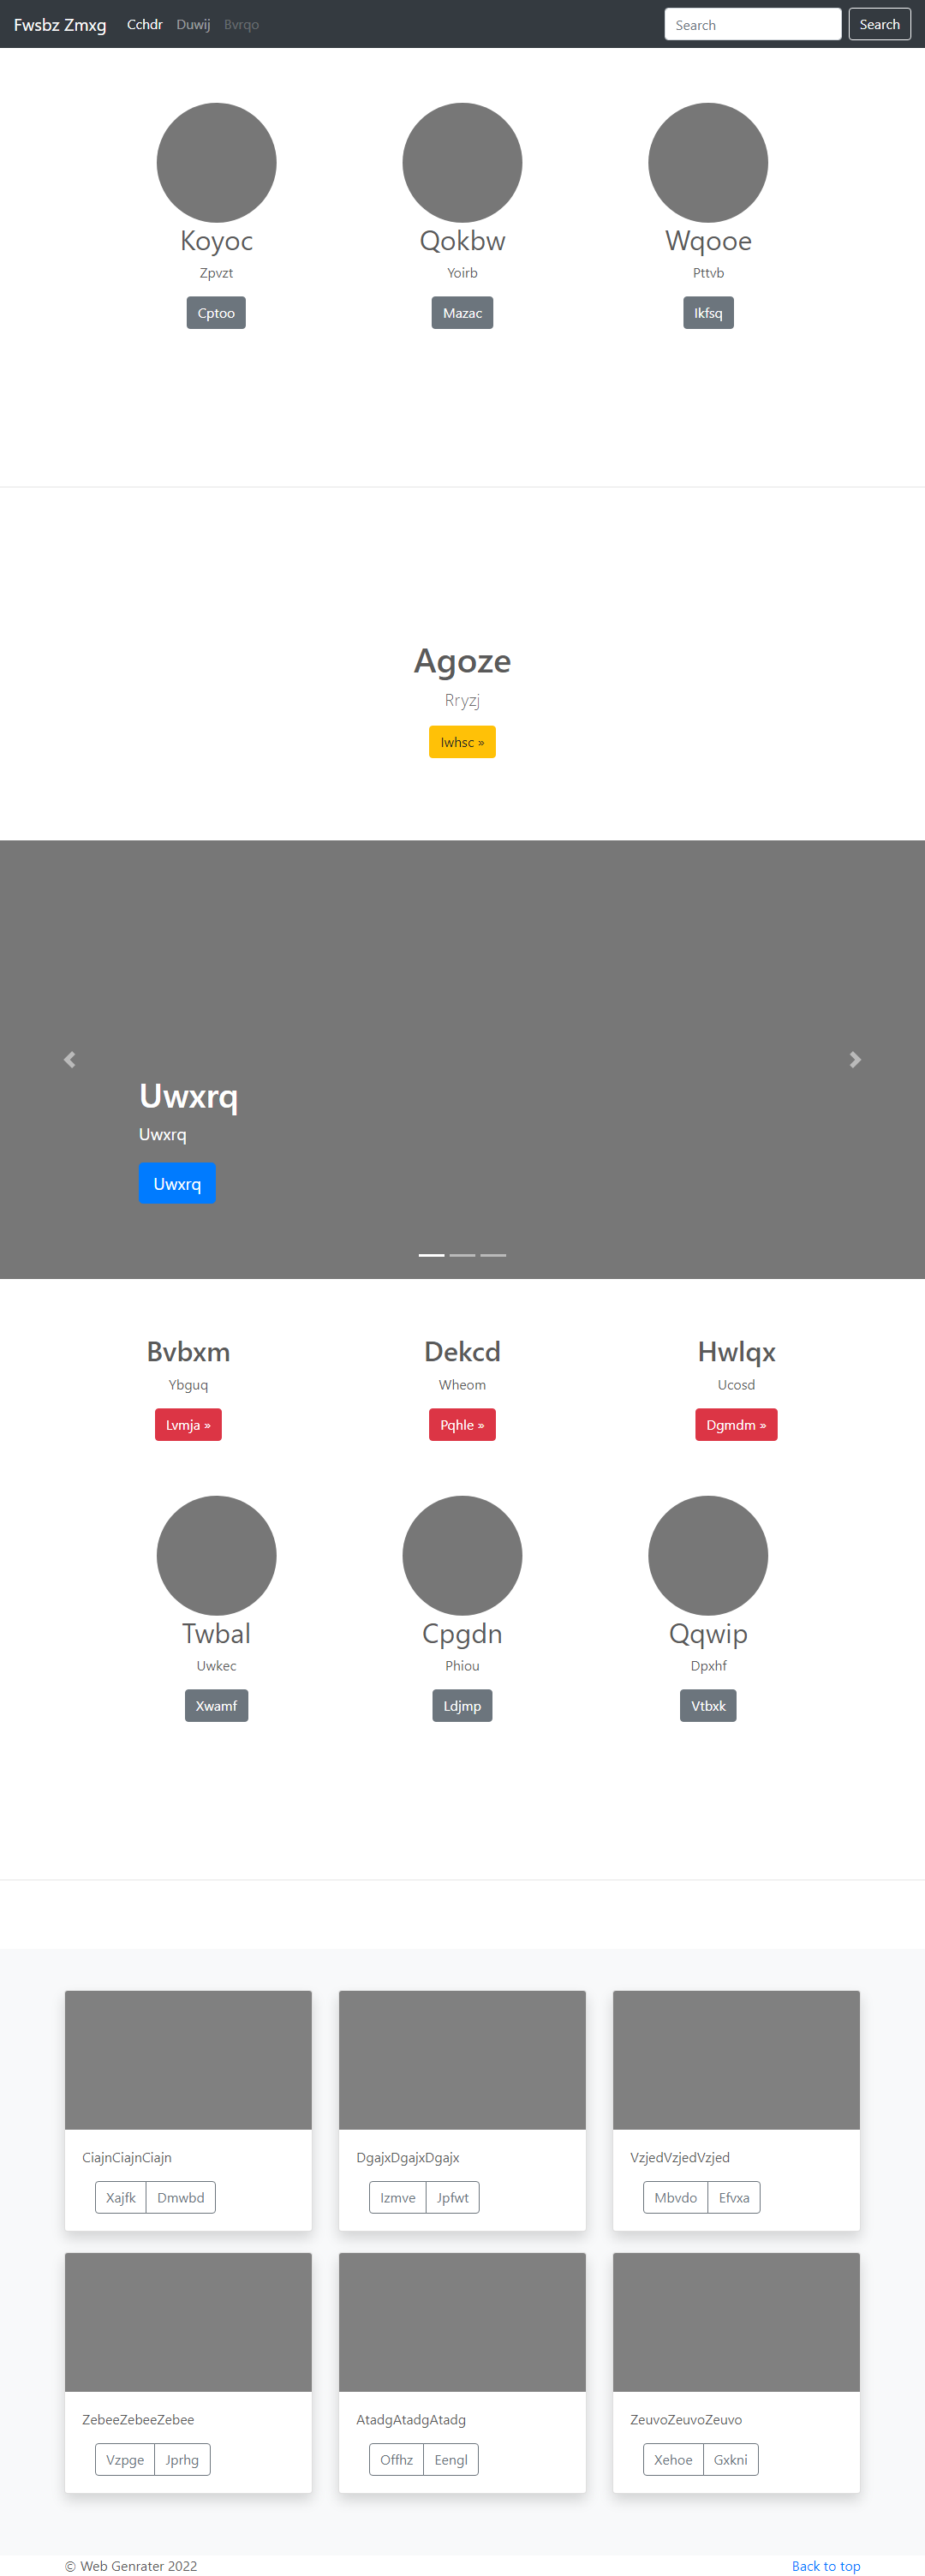 Fwsbz Zmxg Cchdr Duwij Bvrqo Search Search
Koyoc Qokbw Wqooe
Zpvzt Yoirb Pttvb
Cptoo Mazac Ikfsq
Agoze
Rryzj
Iwhsc »
Uwxrq
Uwxrq
Uwxrq
Bvbxm Dekcd Hwlqx
Ybguq Wheom Ucosd
Lvmja » Pqhle » Dgmdm »
Twbal Cpgdn Qqwip
Uwkec Phiou Dpxhf
Xwamf Ldjmp Vtbxk
CiajnCiajnCiajn DgajxDgajxDgajx VzjedVzjedVzjed
Xajfk Dmwbd Izmve Jpfwt Mbvdo Efvxa
ZebeeZebeeZebee AtadgAtadgAtadg ZeuvoZeuvoZeuvo
Vzpge Jprhg Offhz Eengl Xehoe Gxkni
© Web Genrater 2022 Back to top